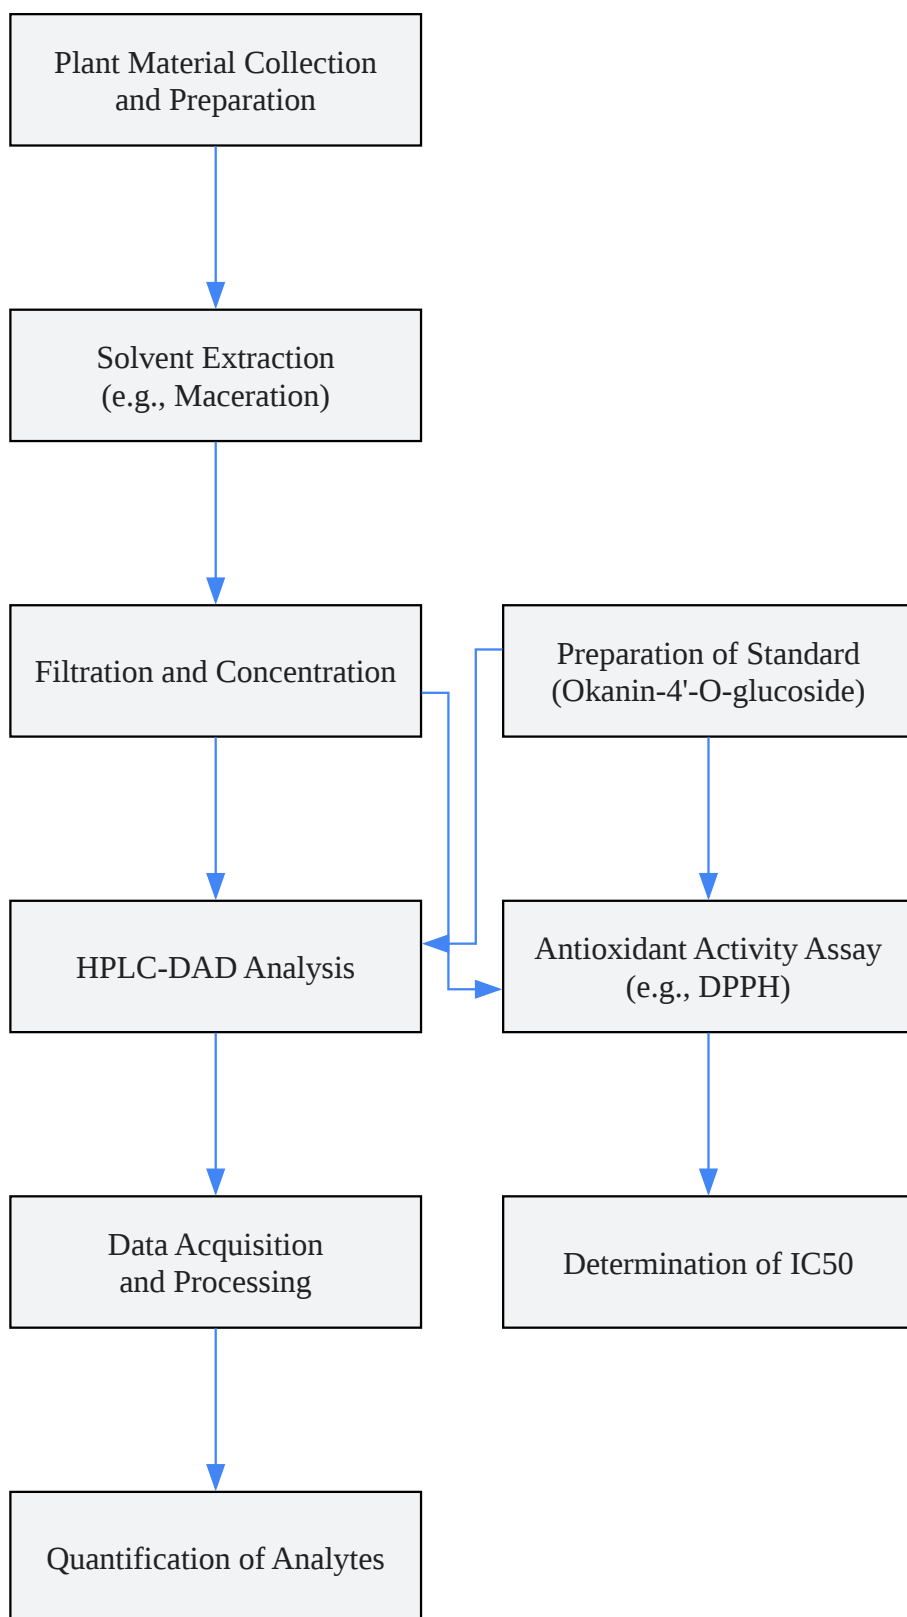 Plant Material Collection
and Preparation
Solvent Extraction
(e.g., Maceration)
Filtration and Concentration
Preparation of Standard
(Okanin-4'-O-glucoside)
HPLC-DAD Analysis
Antioxidant Activity Assay
(e.g., DPPH)
Data Acquisition
and Processing
Determination of IC50
Quantification of Analytes